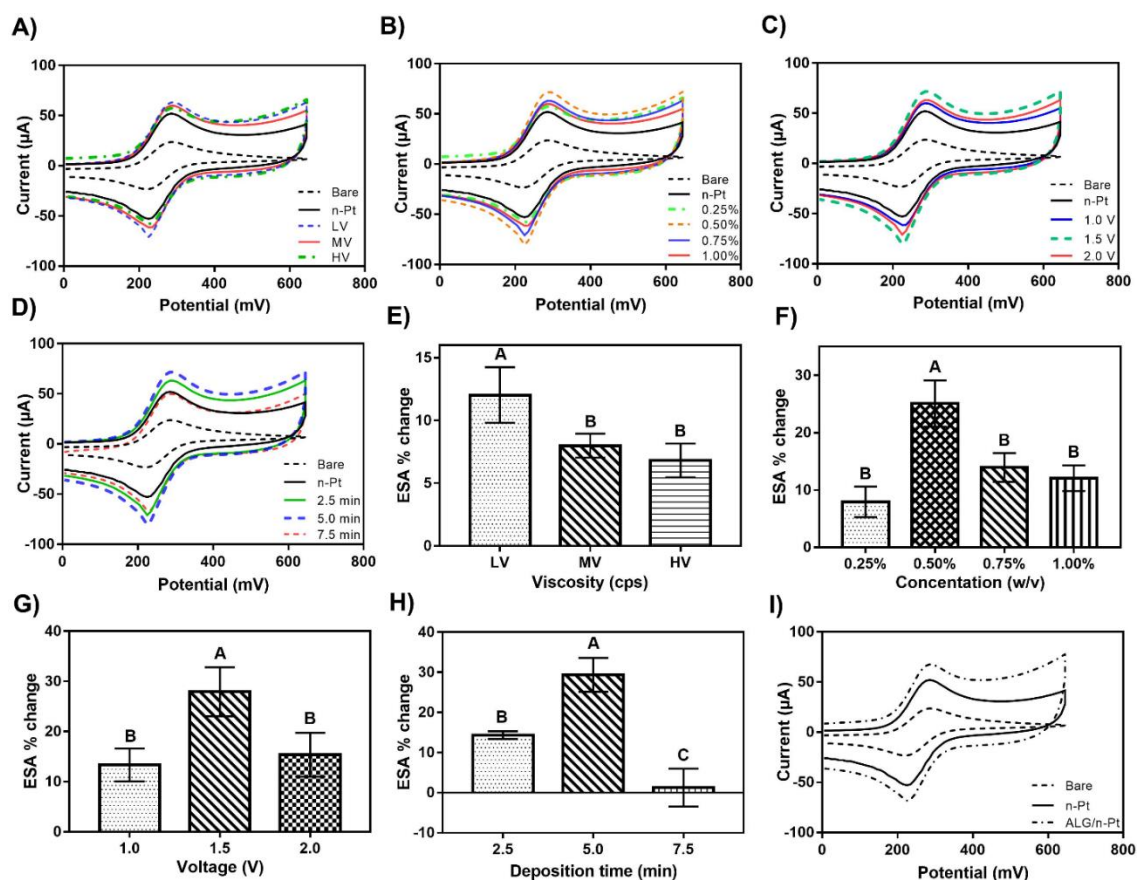 A)
100
50
0
-50
-100
Current (µA)
0
200
400
600
800
Potential (mV)
Bare
n-Pt
LV
MV
HV
B)
100
50
0
-50
-100
Current (µA)
0
200
400
600
800
Potential (mV)
Bare
n-Pt
0.25%
0.50%
0.75%
1.00%
C)
100
50
0
-50
-100
Current (µA)
0
200
400
600
800
Potential (mV)
Bare
n-Pt
1.0 V
1.5 V
2.0 V
D)
100
50
0
-50
-100
Current (µA)
0
200
400
600
800
Potential (mV)
Bare
n-Pt
2.5 min
5.0 min
7.5 min
E)
15
10
5
0
ESA % change
A
B
B
LV
MV
HV
Viscosity (cps)
F)
30
20
10
0
ESA % change
B
A
B
B
0.25%
0.50%
0.75%
1.00%
Concentation (w/v)
G)
40
30
20
10
0
ESA % change
B
A
B
1.0
1.5
2.0
Voltage (V)
H)
40
30
20
10
0
-10
ESA % change
B
A
C
2.5
5.0
7.5
Deposition time (min)
I)
100
50
0
-50
-100
Current (µA)
0
200
400
600
800
Potential (mV)
Bare
n-Pt
ALG/n-Pt